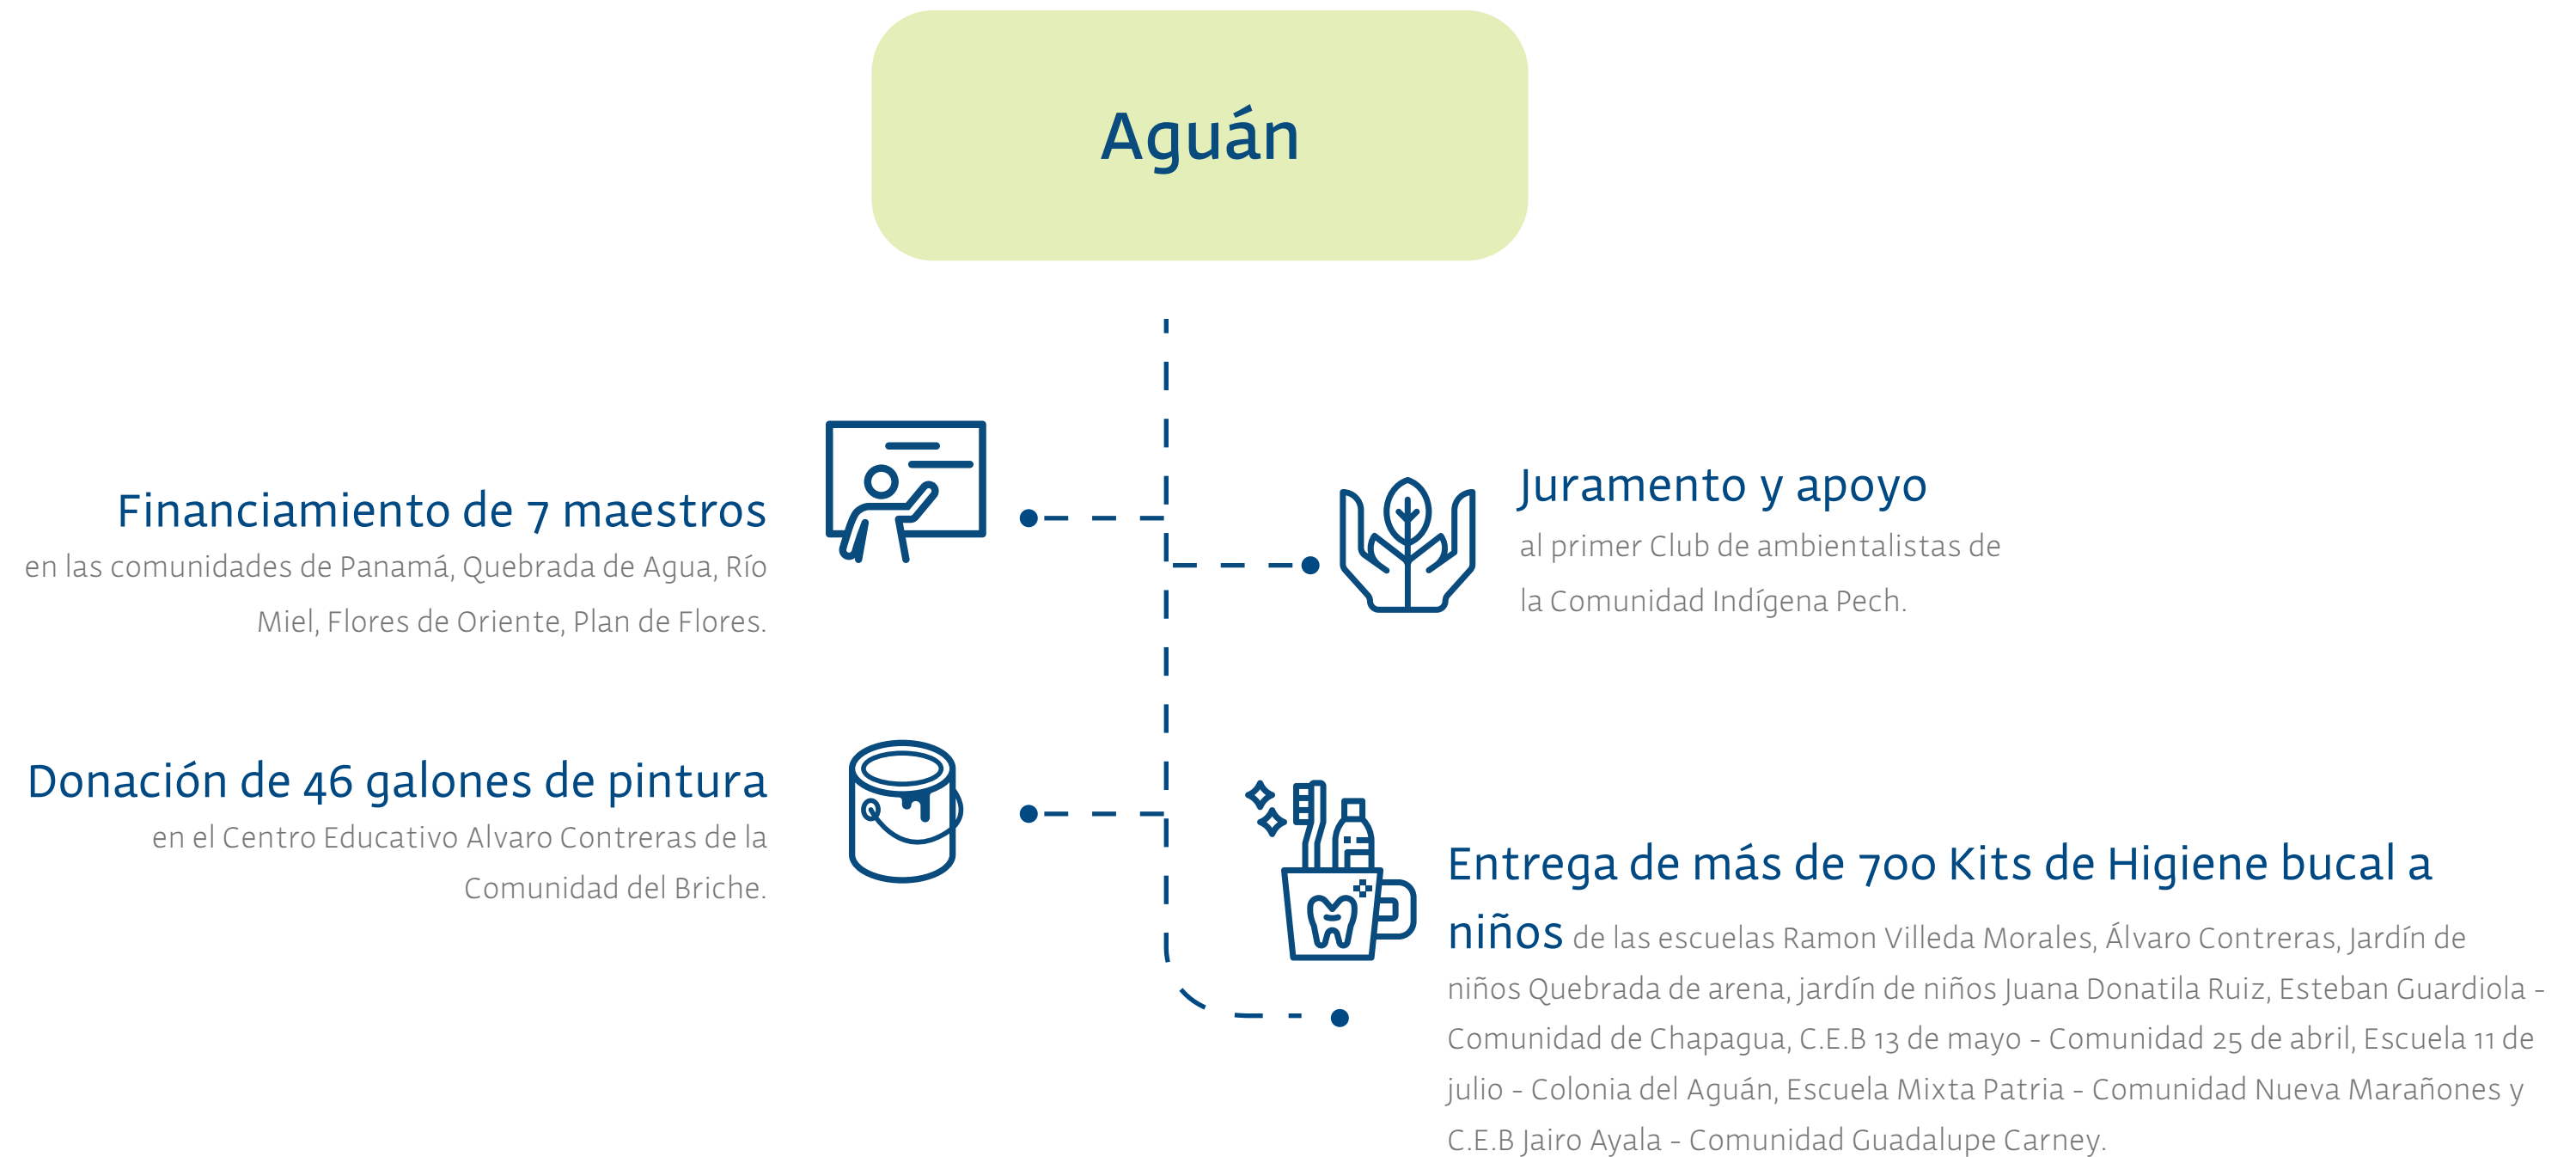 Aguán
Financiamiento de 7 maestros
en las comunidades de Panamá, Quebrada de Agua, Río
Miel, Flores de Oriente, Plan de Flores.
Juramento y apoyo
al primer Club de ambientalistas de
la Comunidad Indígena Pech.
Donación de 46 galones de pintura
en el Centro Educativo Alvaro Contreras de la
Comunidad del Briche.
Entrega de más de 700 Kits de Higiene bucal a
niños de las escuelas Ramon Villeda Morales, Álvaro Contreras, Jardín de
niños Quebrada de arena, jardín de niños Juana Donatila Ruiz, Esteban Guardiola -
Comunidad de Chapagua, C.E.B 13 de mayo - Comunidad 25 de abril, Escuela 11 de
julio - Colonia del Aguán, Escuela Mixta Patria - Comunidad Nueva Marañones y
C.E.B Jairo Ayala - Comunidad Guadalupe Carney.